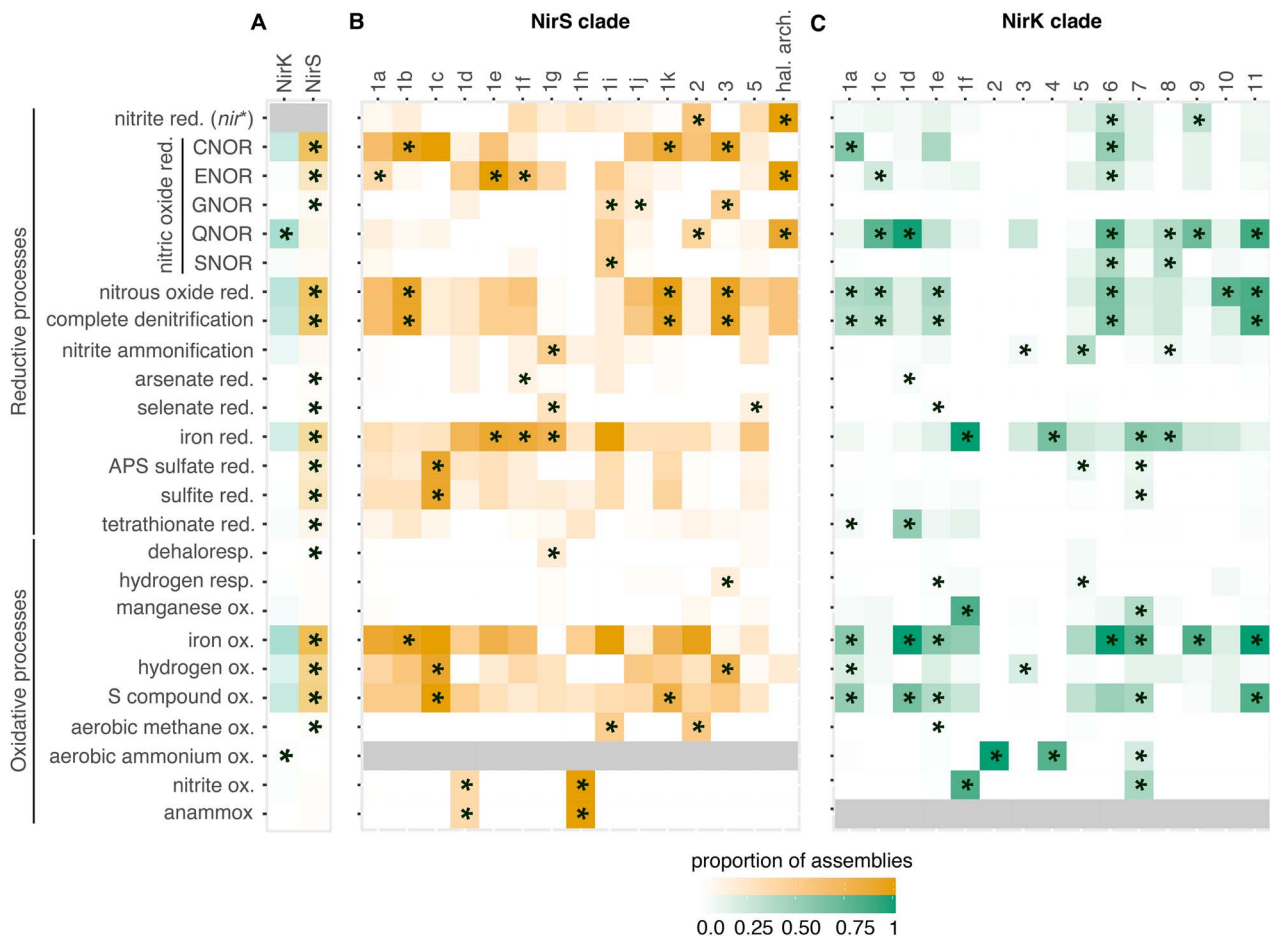 A
B
NirS clade
C
NirK clade
NirK
NirS
1a
1b
1c
1d
1e
1f
1g
1h
1i
1j
1k
2
3
5
hal. arch.
1a
1c
1d
1e
1f
2
3
4
5
6
7
8
9
10
11
Reductive processes
nitrite red. (nir*)
nitric oxide red.
CNOR
ENOR
GNOR
QNOR
SNOR
nitrous oxide red.
complete denitrification
nitrite ammonification
arsenate red.
selenate red.
iron red.
APS sulfate red.
sulfite red.
tetrathionate red.
Oxidative processes
dehaloresp.
hydrogen resp.
manganese ox.
iron ox.
hydrogen ox.
S compound ox.
aerobic methane ox.
aerobic ammonium ox.
nitrite ox.
anammox
proportion of assemblies
0.0 0.25 0.50 0.75 1